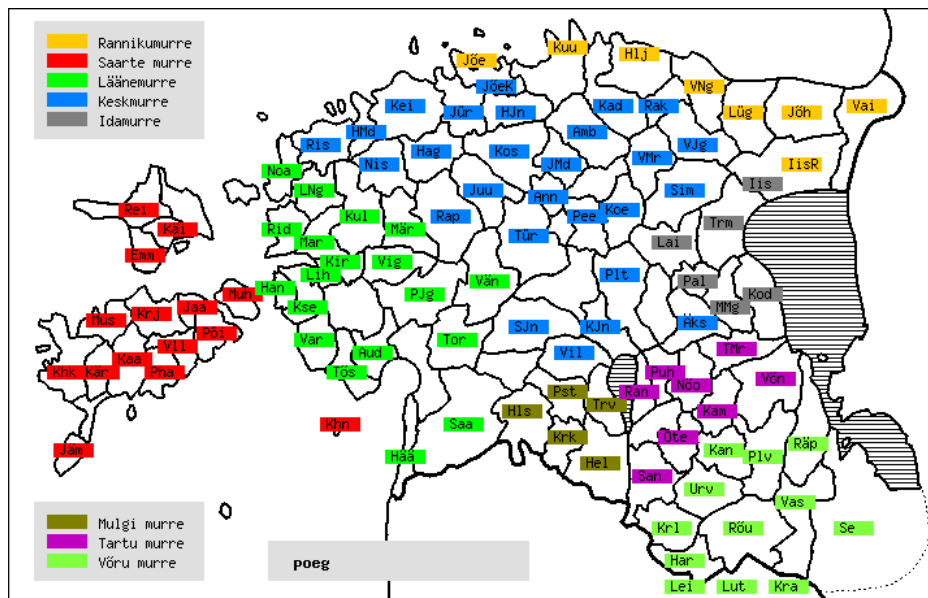 Rannikumurre
Saarte murre
Läänemurre
Keskmurre
Idamurre
Kuu
Hlj
Jõe
JõeK
VNg
Kei
Jür
HJn
Kad
Rak
Lüg
Jõh
Vai
HMd
Ris
Hag
Kos
Amb
VJg
Nis
JMd
VMr
IisR
Noa
LNg
Juu
Ann
Sim
Iis
Rei
Käi
Kul
Mär
Rap
Pee
Koe
Trm
Rid
Mar
Tür
Lai
Emm
Kir
Vig
Lih
Vän
Plt
Pal
Han
Muh
PJg
Kod
Kse
Jaa
Krj
Mus
MMg
Pöi
SJn
KJn
Äks
Var
Tor
Vll
Aud
Vil
TMr
Kaa
Khk
Kär
Pha
Tõs
Puh
Nõo
Võn
Pst
Ran
Trv
Hls
Kam
Khn
Saa
Krk
Ote
Kan
Plv
Räp
Jäm
Hää
Hel
San
Urv
Vas
Krl
Rõu
Se
Har
Lei
Lut
Kra
Mulgi murre
Tartu murre
Võru murre
poeg